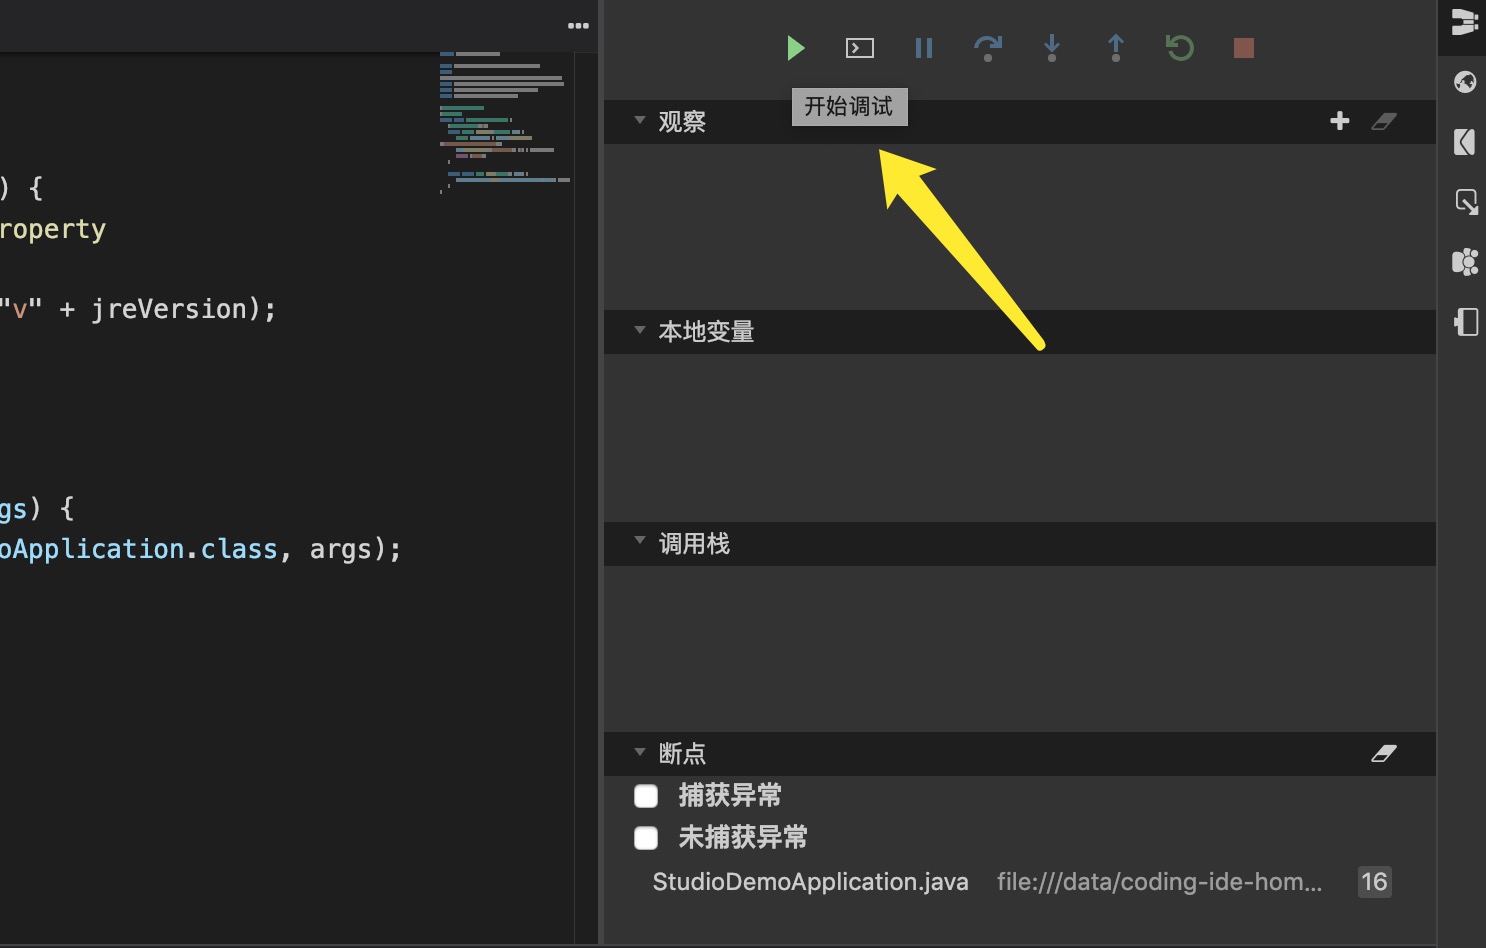 开始调试
观察
) {
roperty
"v" + jreVersion);
本地变量
gs) {
oApplication.class, args);
调用栈
断点
捕获异常
未捕获异常
StudioDemoApplication.java file:///data/coding-ide-hom... 16